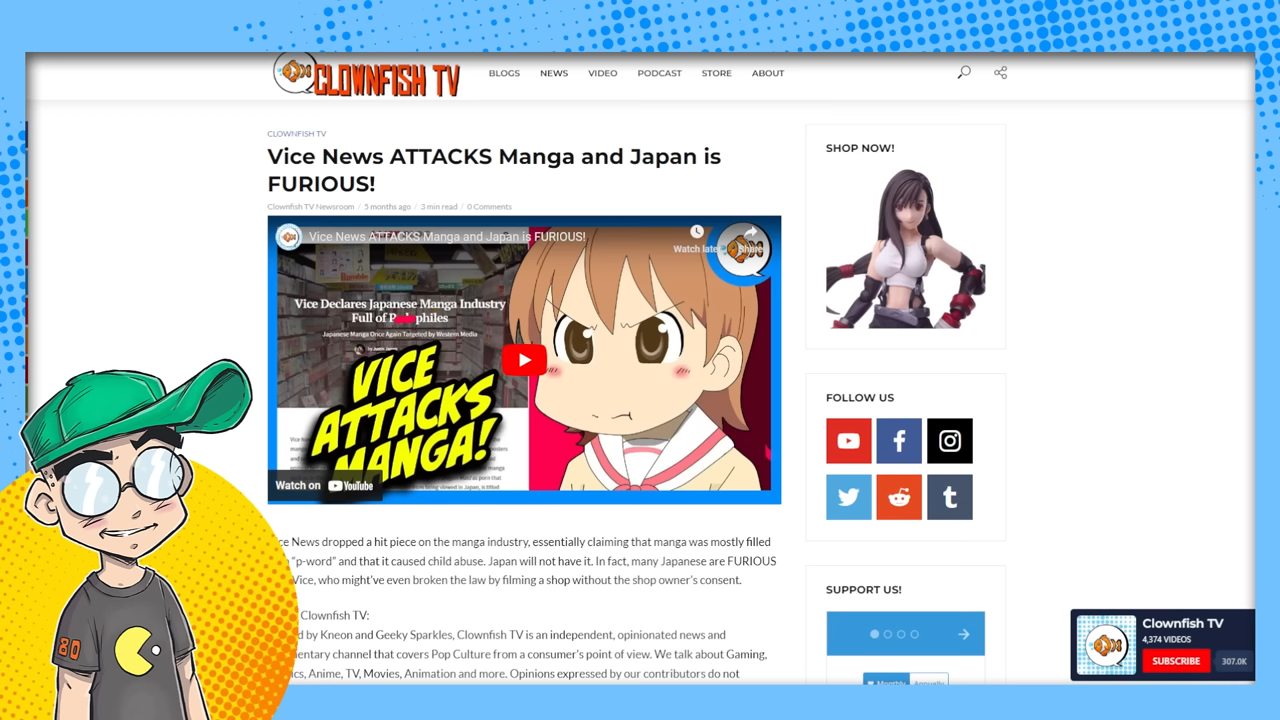 CLOWNFISH TV
BLOGS NEWS VIDEO PODCAST STORE ABOUT
CLOWNFISH TV
Vice News ATTACKS Manga and Japan is
FURIOUS!
Clownfish TV Newsroom / 5 months ago / 3 min read / 0 Comments
Vice News ATTACKS Manga and Japan is FURIOUS!
Watch later
Share
Vice Declares Japanese Manga Industry
Full of P philes
Japanese Manga Once Again Targeted by Western Media
VICE
ATTACKS
MANGA!
Watch on YouTube
News dropped a hit piece on the manga industry, essentially claiming that manga was mostly filled
"p-word" and that it caused child abuse. Japan will not have it. In fact, many Japanese are FURIOUS
Vice, who might've even broken the law by filming a shop without the shop owner's consent.
Clownfish TV:
d by Kneon and Geeky Sparkles, Clownfish TV is an independent, opinionated news and
mentary channel that covers Pop Culture from a consumer's point of view. We talk about Gaming,
ics, Anime, TV, Movies, Animation and more. Opinions expressed by our contributors do not
SHOP NOW!
FOLLOW US
SUPPORT US!
Monthly Annually
80
Clownfish TV
4,374 VIDEOS
SUBSCRIBE 307.0K